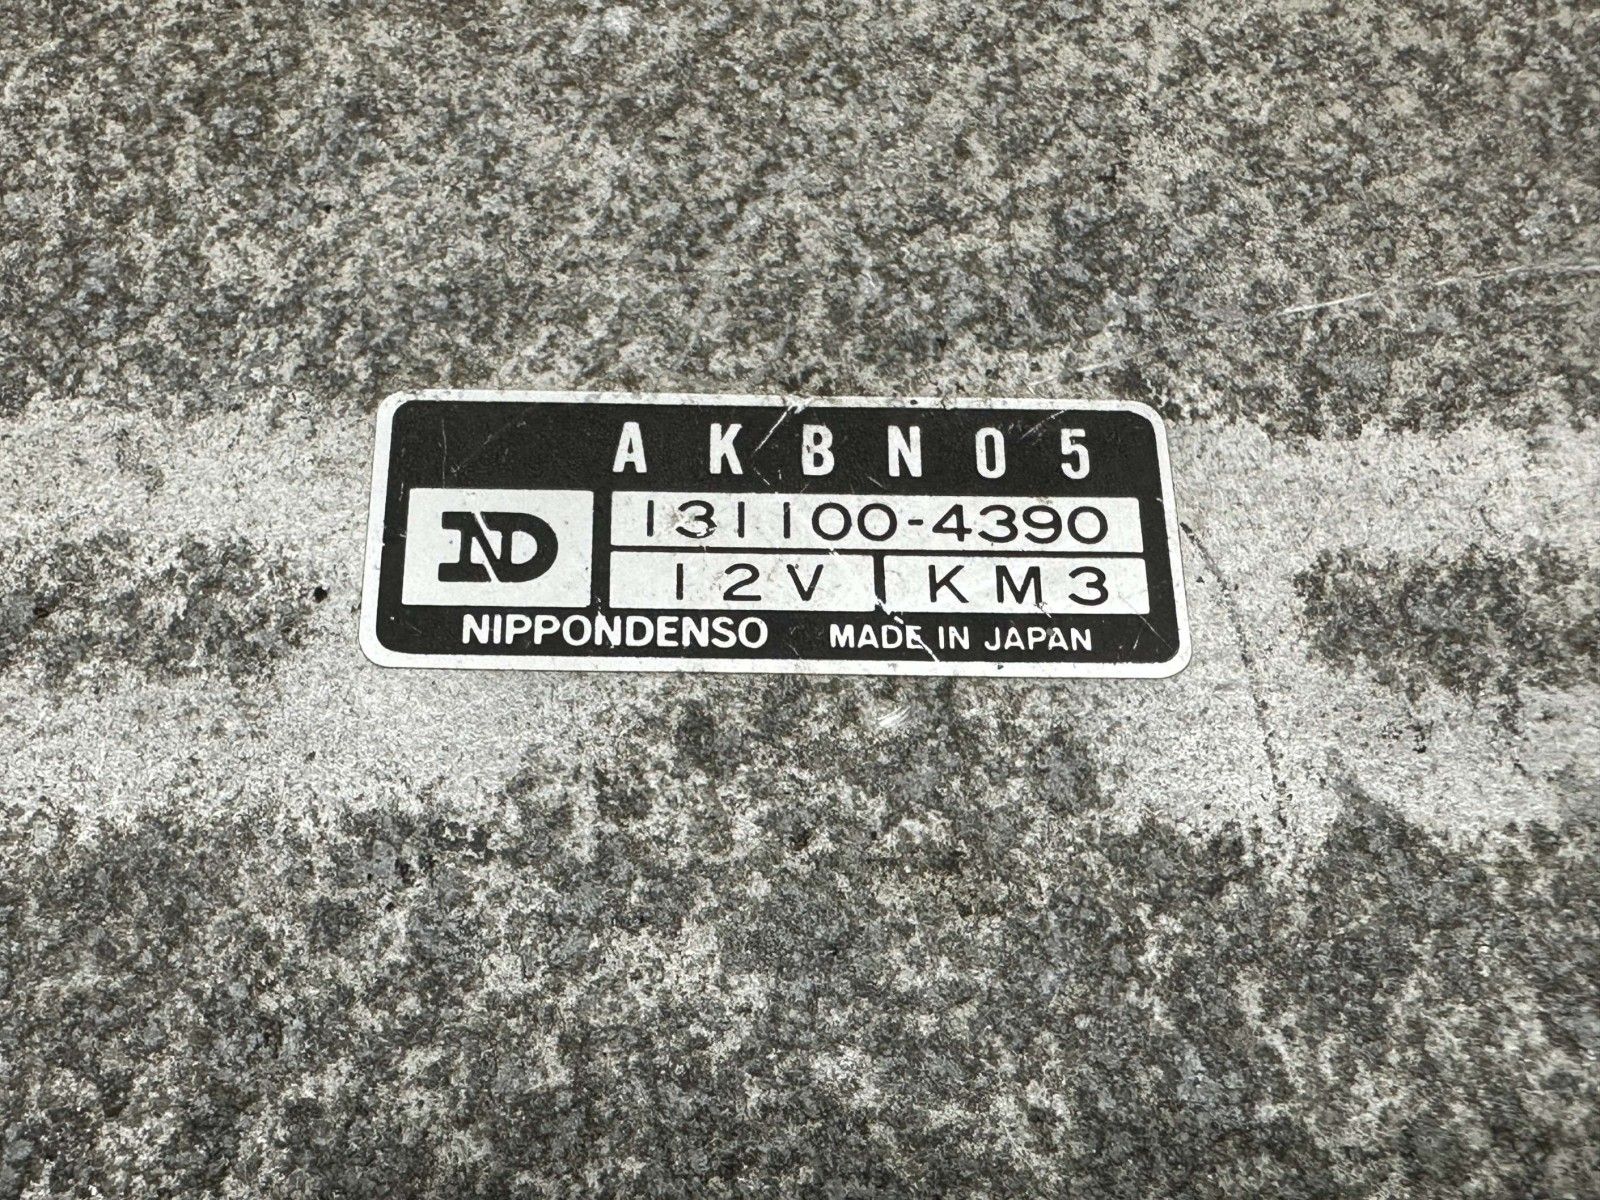 AKBN05
ND
131100-4390
12V KM3
NIPPONDENSO MADE IN JAPAN